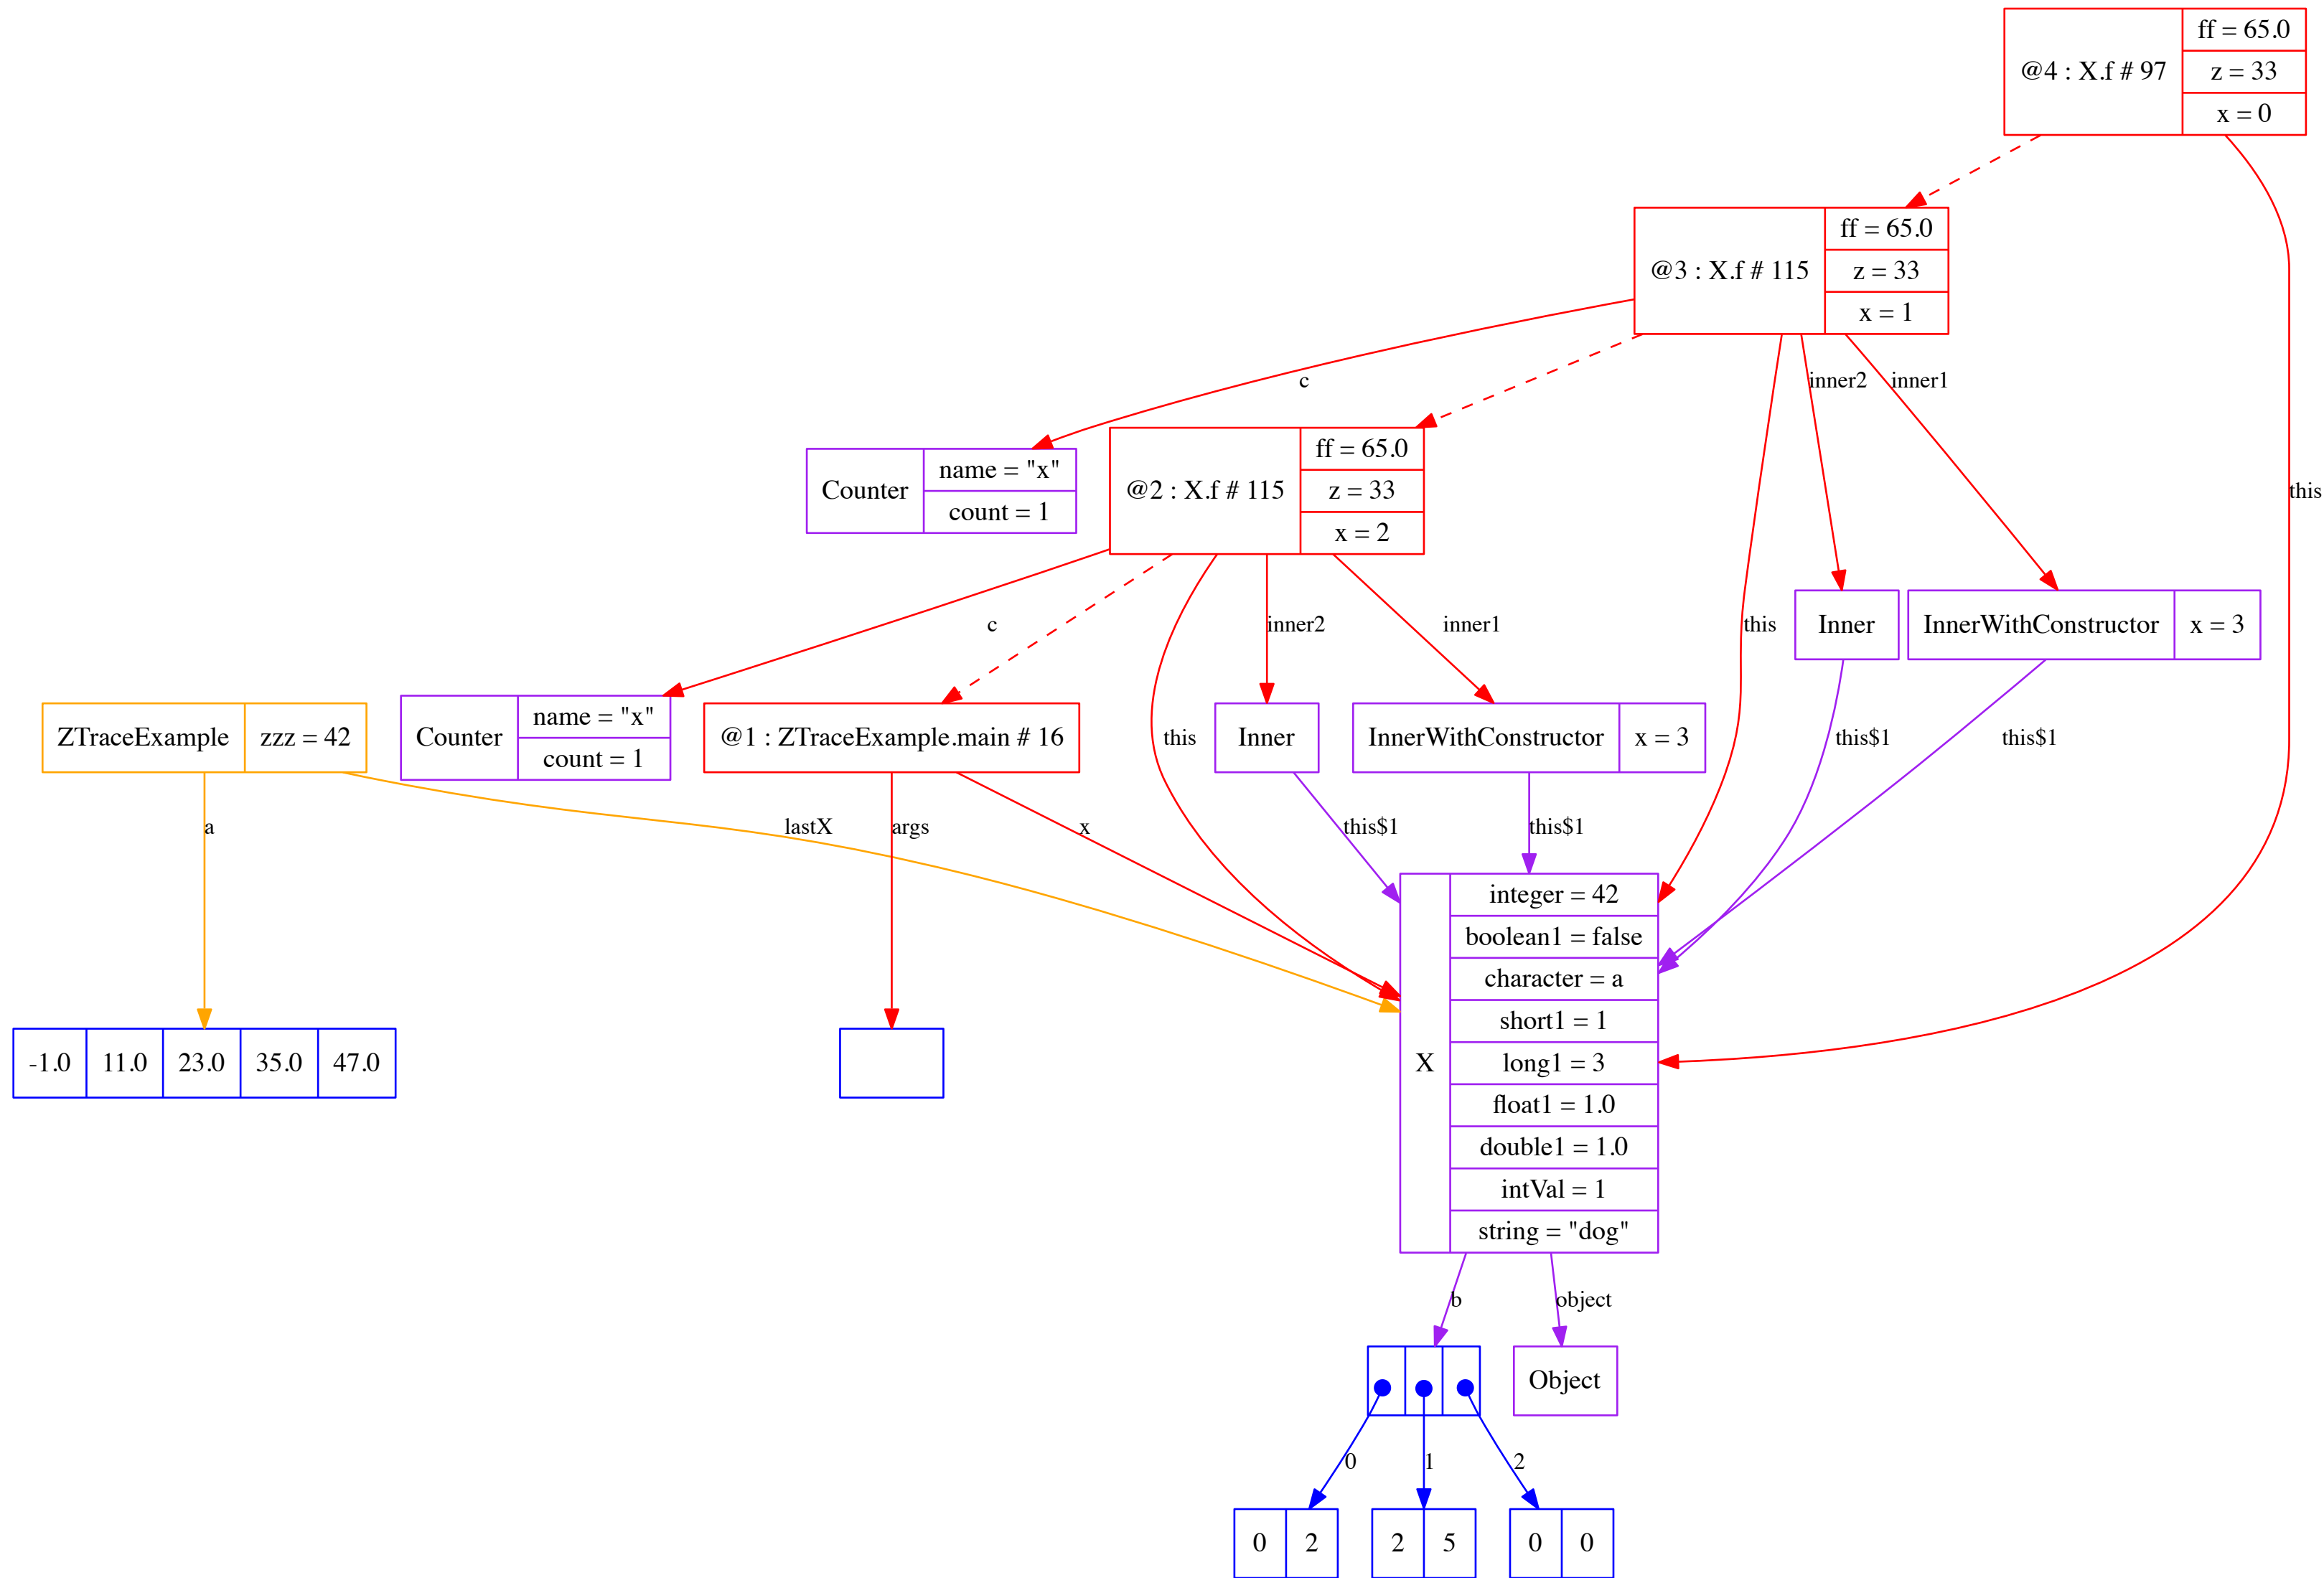 @4 : X.f # 97
ff = 65.0
z = 33
x = 0
@3 : X.f # 115
ff = 65.0
z = 33
x = 1
c
inner2
inner1
Counter
name = "x"
count = 1
@2 : X.f # 115
ff = 65.0
z = 33
x = 2
this
c
inner2
inner1
this
Inner
InnerWithConstructor
x = 3
ZTraceExample
zzz = 42
Counter
name = "x"
count = 1
@1 : ZTraceExample.main # 16
this
Inner
InnerWithConstructor
x = 3
this$1
this$1
a
lastX
args
x
this$1
this$1
X
integer = 42
boolean1 = false
character = a
short1 = 1
long1 = 3
float1 = 1.0
double1 = 1.0
intVal = 1
string = "dog"
-1.0
11.0
23.0
35.0
47.0
b
object
Object
0
1
2
0
2
2
5
0
0